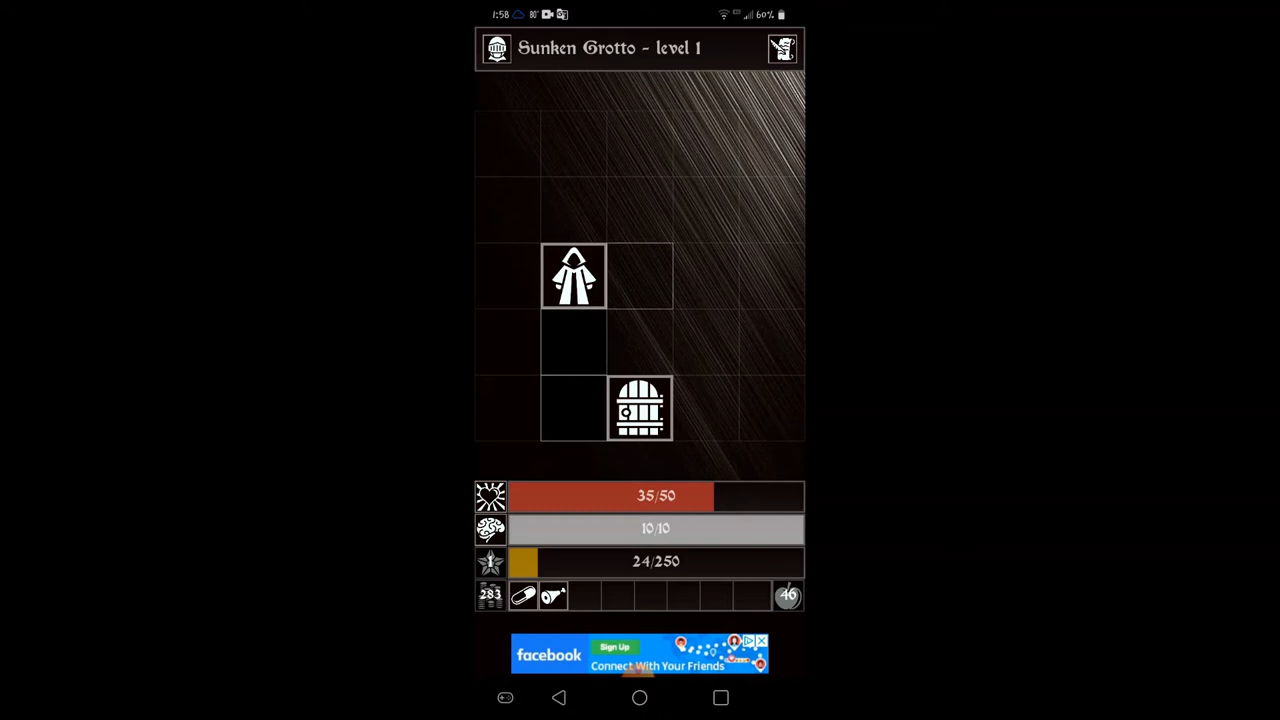 1:58 80° 60%
Sunken Grotto - level 1
35/50
10/10
24/250
283 46
facebook Sign Up
Connect With Your Friends